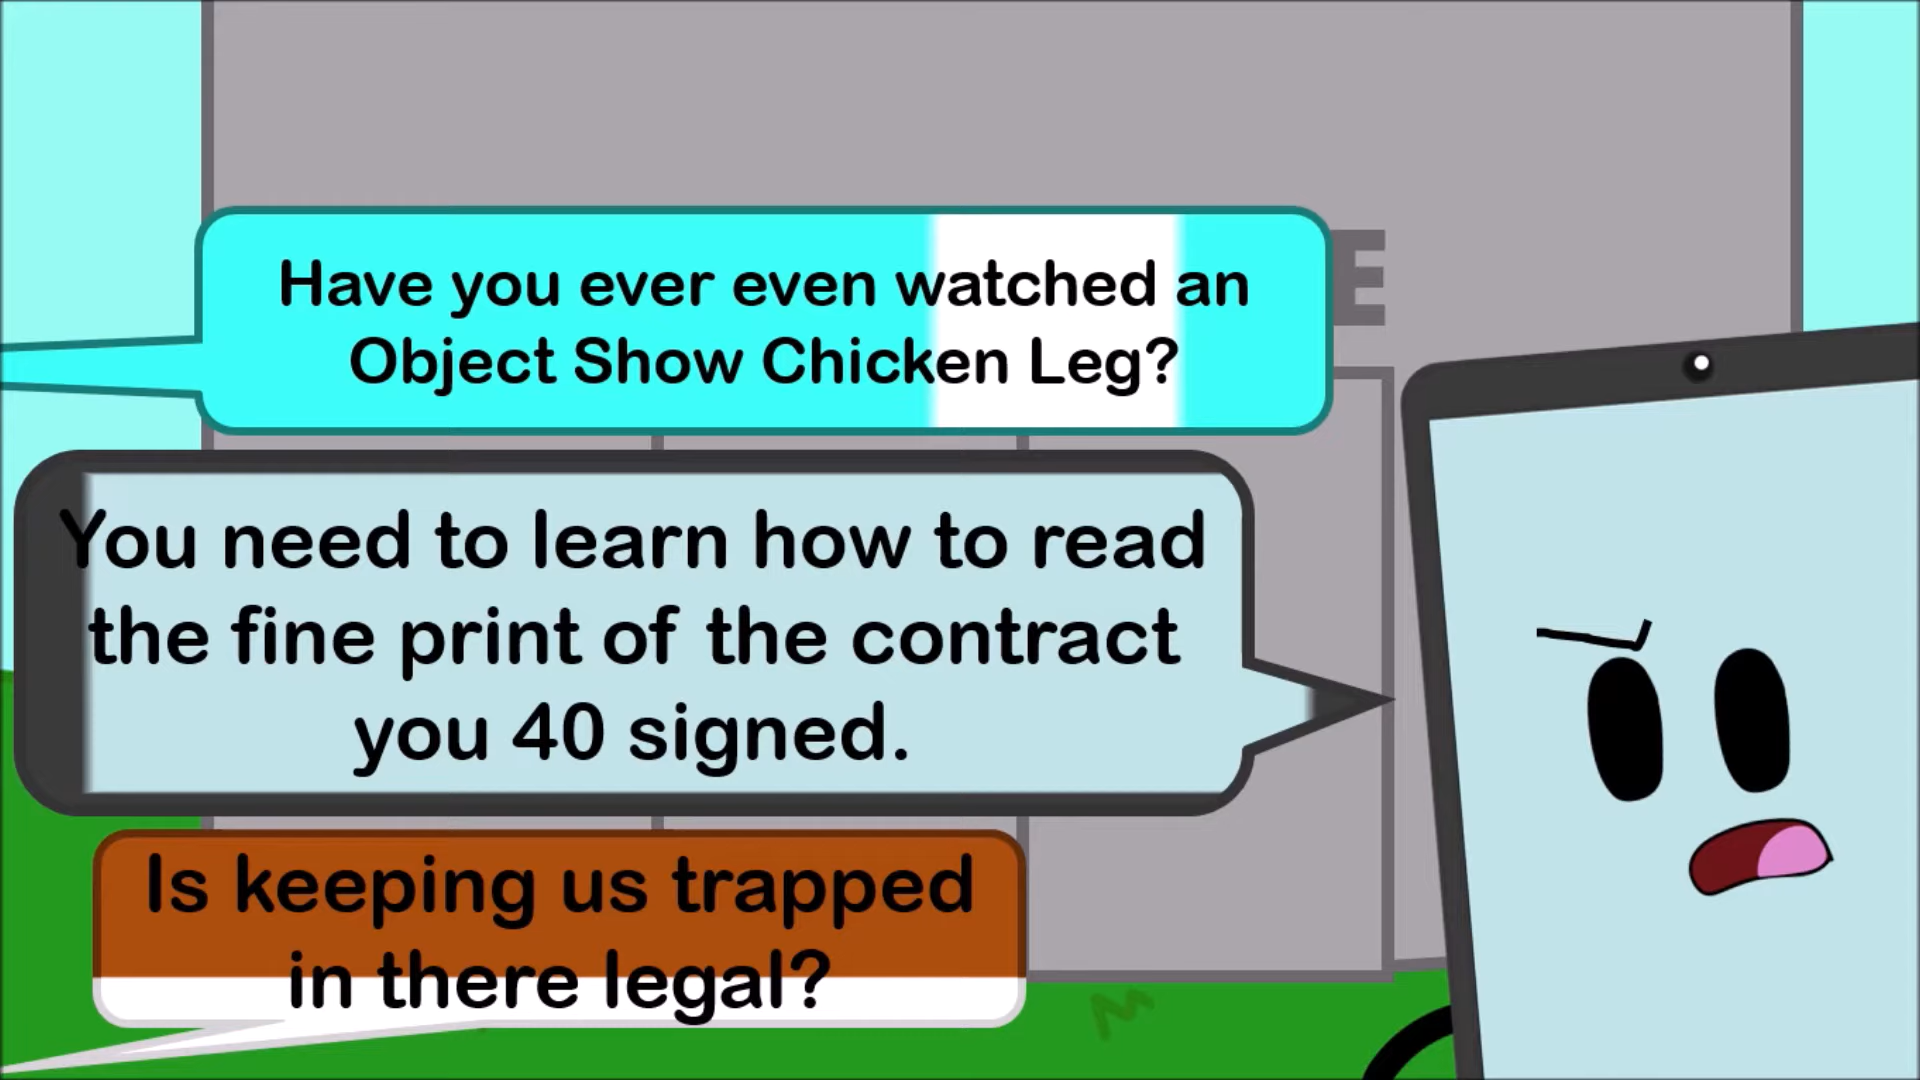 Have you ever even watched an
Object Show Chicken Leg?
E
You need to learn how to read
the fine print of the contract
you 40 signed.
Is keeping us trapped
in there legal?